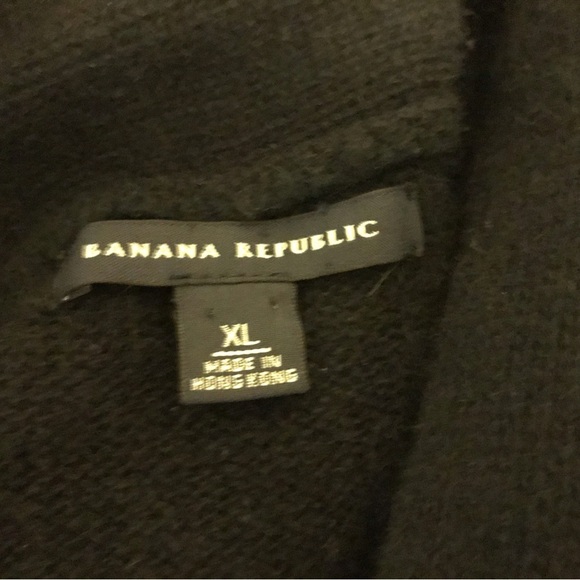 BANANA REPUBLIC
XL
MADE IN
HONG KONG